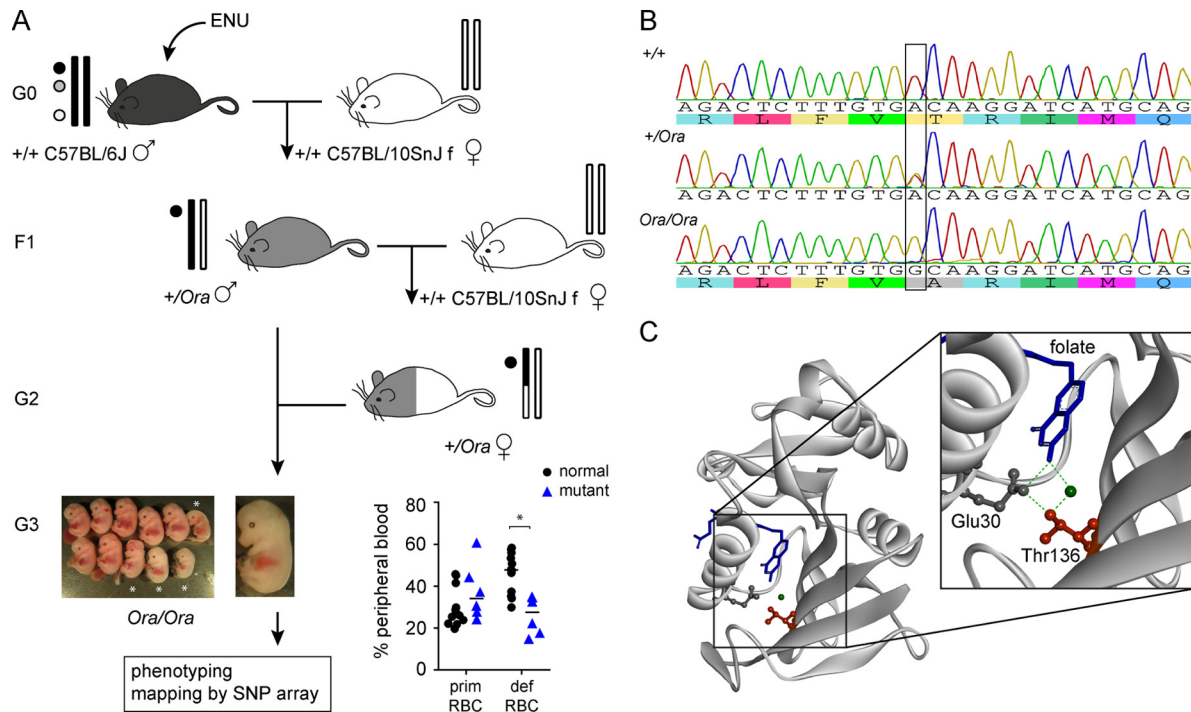 A
ENU
G0
+/+ C57BL/6J ♂
+/+ C57BL/10SnJ f ♀
F1
+/Ora ♂
+/+ C57BL/10SnJ f ♀
G2
+/Ora ♀
G3
*
* * *
Ora/Ora
phenotyping
mapping by SNP array
normal
mutant
% peripheral blood
80
60
40
20
0
*
prim RBC
def RBC
B
+/+
AGACTCTTTGTGACAAGGATCATGCAG
R L F V T R I M Q
+/Ora
AGACTCTTTGTGACAAGGATCATGCAG
Ora/Ora
AGACTCTTTGTGGCAAGGATCATGCAG
R L F V A R I M Q
C
folate
Glu30
Thr136